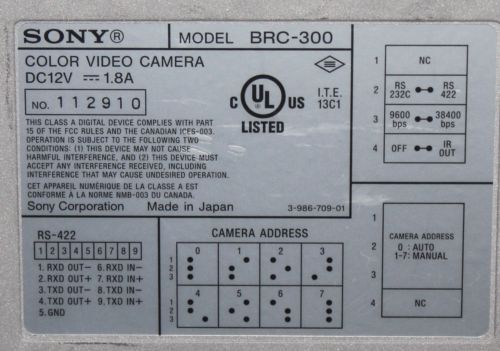 SONY® MODEL BRC-300
COLOR VIDEO CAMERA
DC12V ⎓ 1.8A
NO. 112910
C UL® US
LISTED
I.T.E.
13C1
THIS CLASS A DIGITAL DEVICE COMPLIES WITH PART
15 OF THE FCC RULES AND THE CANADIAN ICES-003.
OPERATION IS SUBJECT TO THE FOLLOWING TWO
CONDITIONS: (1) THIS DEVICE MAY NOT CAUSE
HARMFUL INTERFERENCE, AND (2) THIS DEVICE MUST
ACCEPT ANY INTERFERENCE RECEIVED, INCLUDING
INTERFERENCE THAT MAY CAUSE UNDESIRED OPERATION.
CET APPAREIL NUMÉRIQUE DE LA CLASSE A EST
CONFORME À LA NORME NMB-003 DU CANADA.
Sony Corporation Made in Japan 3-986-709-01
1 NC
2 RS 232C RS 422
3 9600 bps 38400 bps
4 OFF IR OUT
RS-422
1 2 3 4 5 6 7 8 9
1. RXD OUT- 6. RXD IN-
2. RXD OUT+ 7. RXD IN+
3. TXD OUT- 8. TXD IN-
4. TXD OUT+ 9. TXD IN+
5. GND
CAMERA ADDRESS
0 1 2 3
1
2
3
4 5 6 7
1
2
3
1
2
3
CAMERA ADDRESS
0 : AUTO
1-7: MANUAL
4 NC